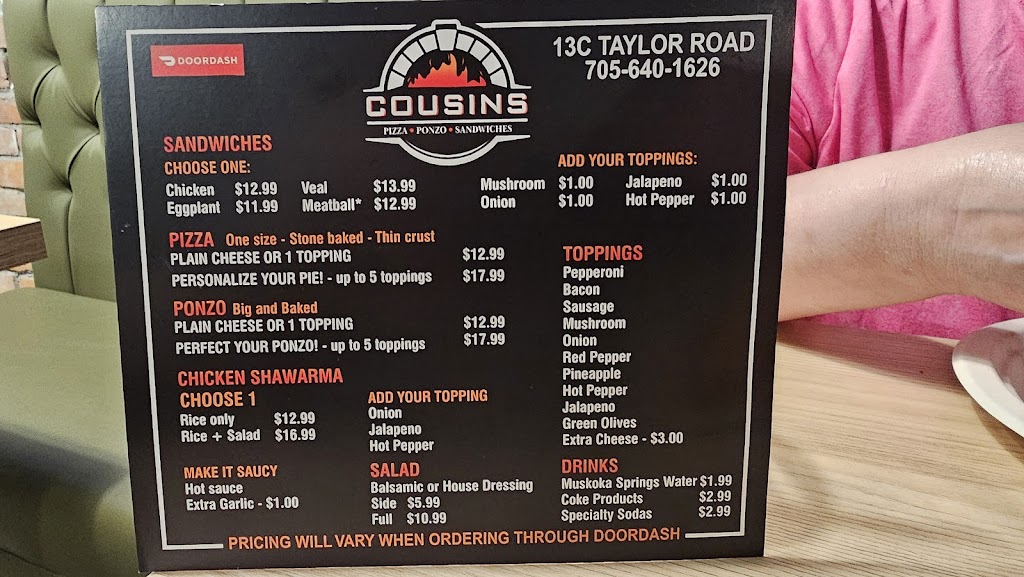 DOORDASH
COUSINS
PIZZA • PONZO • SANDWICHES
13C TAYLOR ROAD
705-640-1626
SANDWICHES
CHOOSE ONE:
Chicken $12.99 Veal $13.99
Eggplant $11.99 Meatball* $12.99
ADD YOUR TOPPINGS:
Mushroom $1.00 Jalapeno $1.00
Onion $1.00 Hot Pepper $1.00
PIZZA One size - Stone baked - Thin crust
PLAIN CHEESE OR 1 TOPPING $12.99
PERSONALIZE YOUR PIE! - up to 5 toppings $17.99
PONZO Big and Baked
PLAIN CHEESE OR 1 TOPPING $12.99
PERFECT YOUR PONZO! - up to 5 toppings $17.99
TOPPINGS
Pepperoni
Bacon
Sausage
Mushroom
Onion
Red Pepper
Pineapple
Hot Pepper
Jalapeno
Green Olives
Extra Cheese - $3.00
CHICKEN SHAWARMA
CHOOSE 1
Rice only $12.99
Rice + Salad $16.99
ADD YOUR TOPPING
Onion
Jalapeno
Hot Pepper
MAKE IT SAUCY
Hot sauce
Extra Garlic - $1.00
SALAD
Balsamic or House Dressing
Side $5.99
Full $10.99
DRINKS
Muskoka Springs Water $1.99
Coke Products $2.99
Specialty Sodas $2.99
PRICING WILL VARY WHEN ORDERING THROUGH DOORDASH